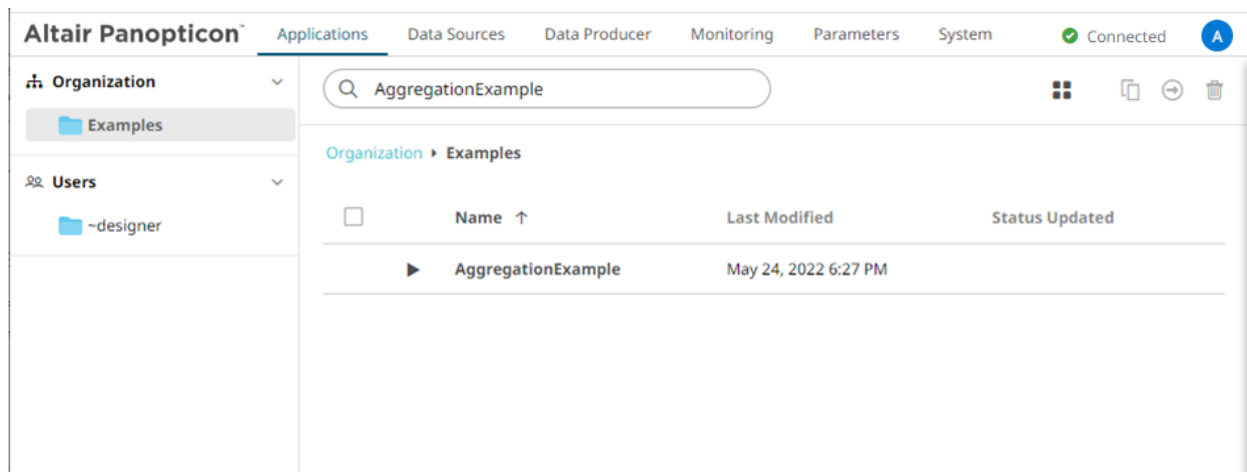 Altair Panopticon™ Applications Data Sources Data Producer Monitoring Parameters System Connected A
Organization
Examples
Users
~designer
AggregationExample
Organization Examples
Name ↑ Last Modified Status Updated
AggregationExample May 24, 2022 6:27 PM